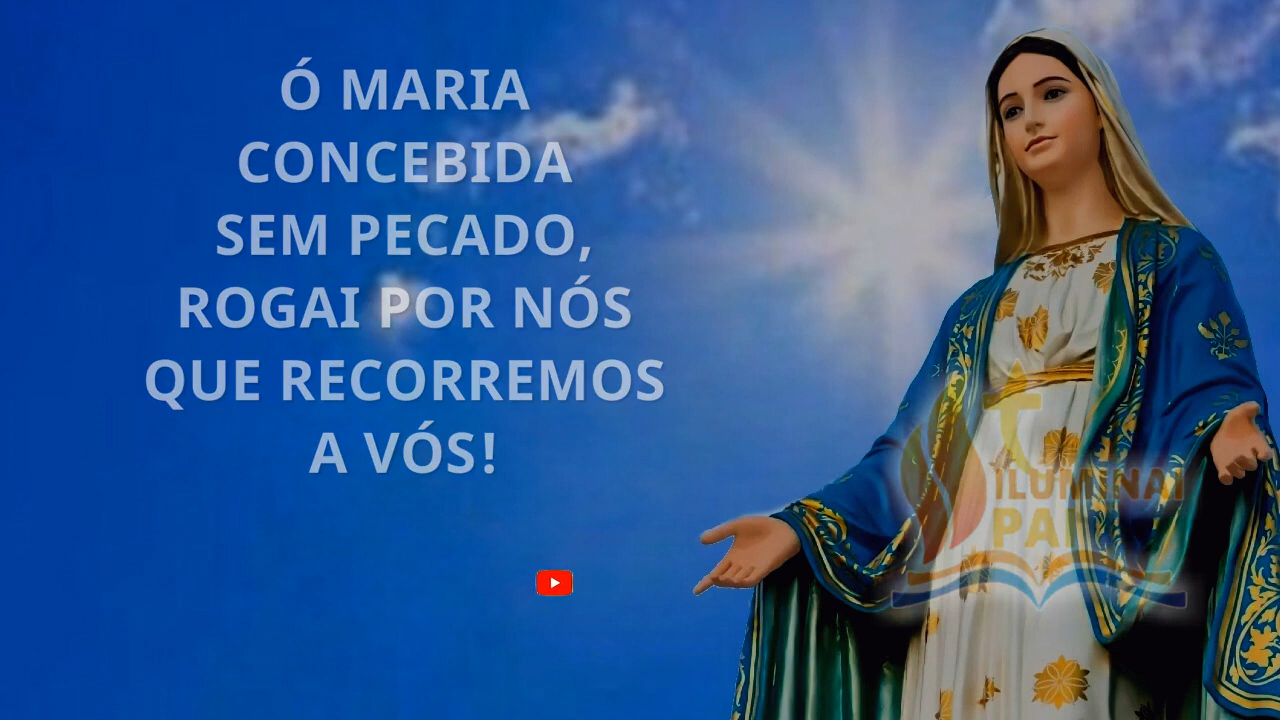 Ó MARIA
CONCEBIDA
SEM PECADO,
ROGAI POR NÓS
QUE RECORREMOS
A VÓS!
ILUMINAI
PAI